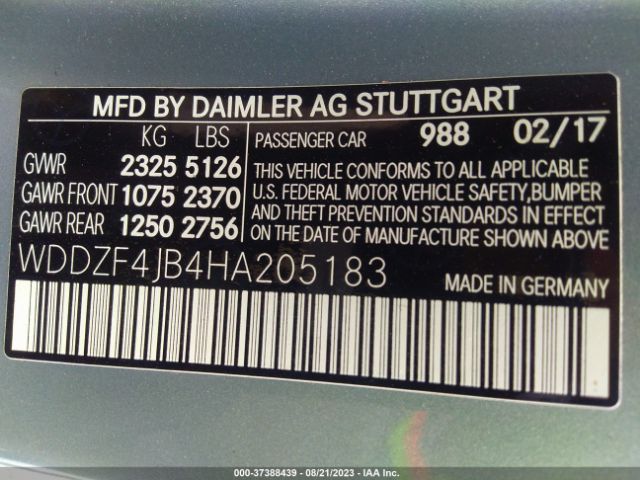 MFD BY DAIMLER AG STUTTGART
KG LBS
GVWR 2325 5126
GAWR FRONT 1075 2370
GAWR REAR 1250 2756
PASSENGER CAR 988 02/17
THIS VEHICLE CONFORMS TO ALL APPLICABLE
U.S. FEDERAL MOTOR VEHICLE SAFETY,BUMPER
AND THEFT PREVENTION STANDARDS IN EFFECT
ON THE DATE OF MANUFACTURE SHOWN ABOVE.
WDDZF4JB4HA205183
MADE IN GERMANY
000-37388439 - 08/21/2023 - IAA Inc.